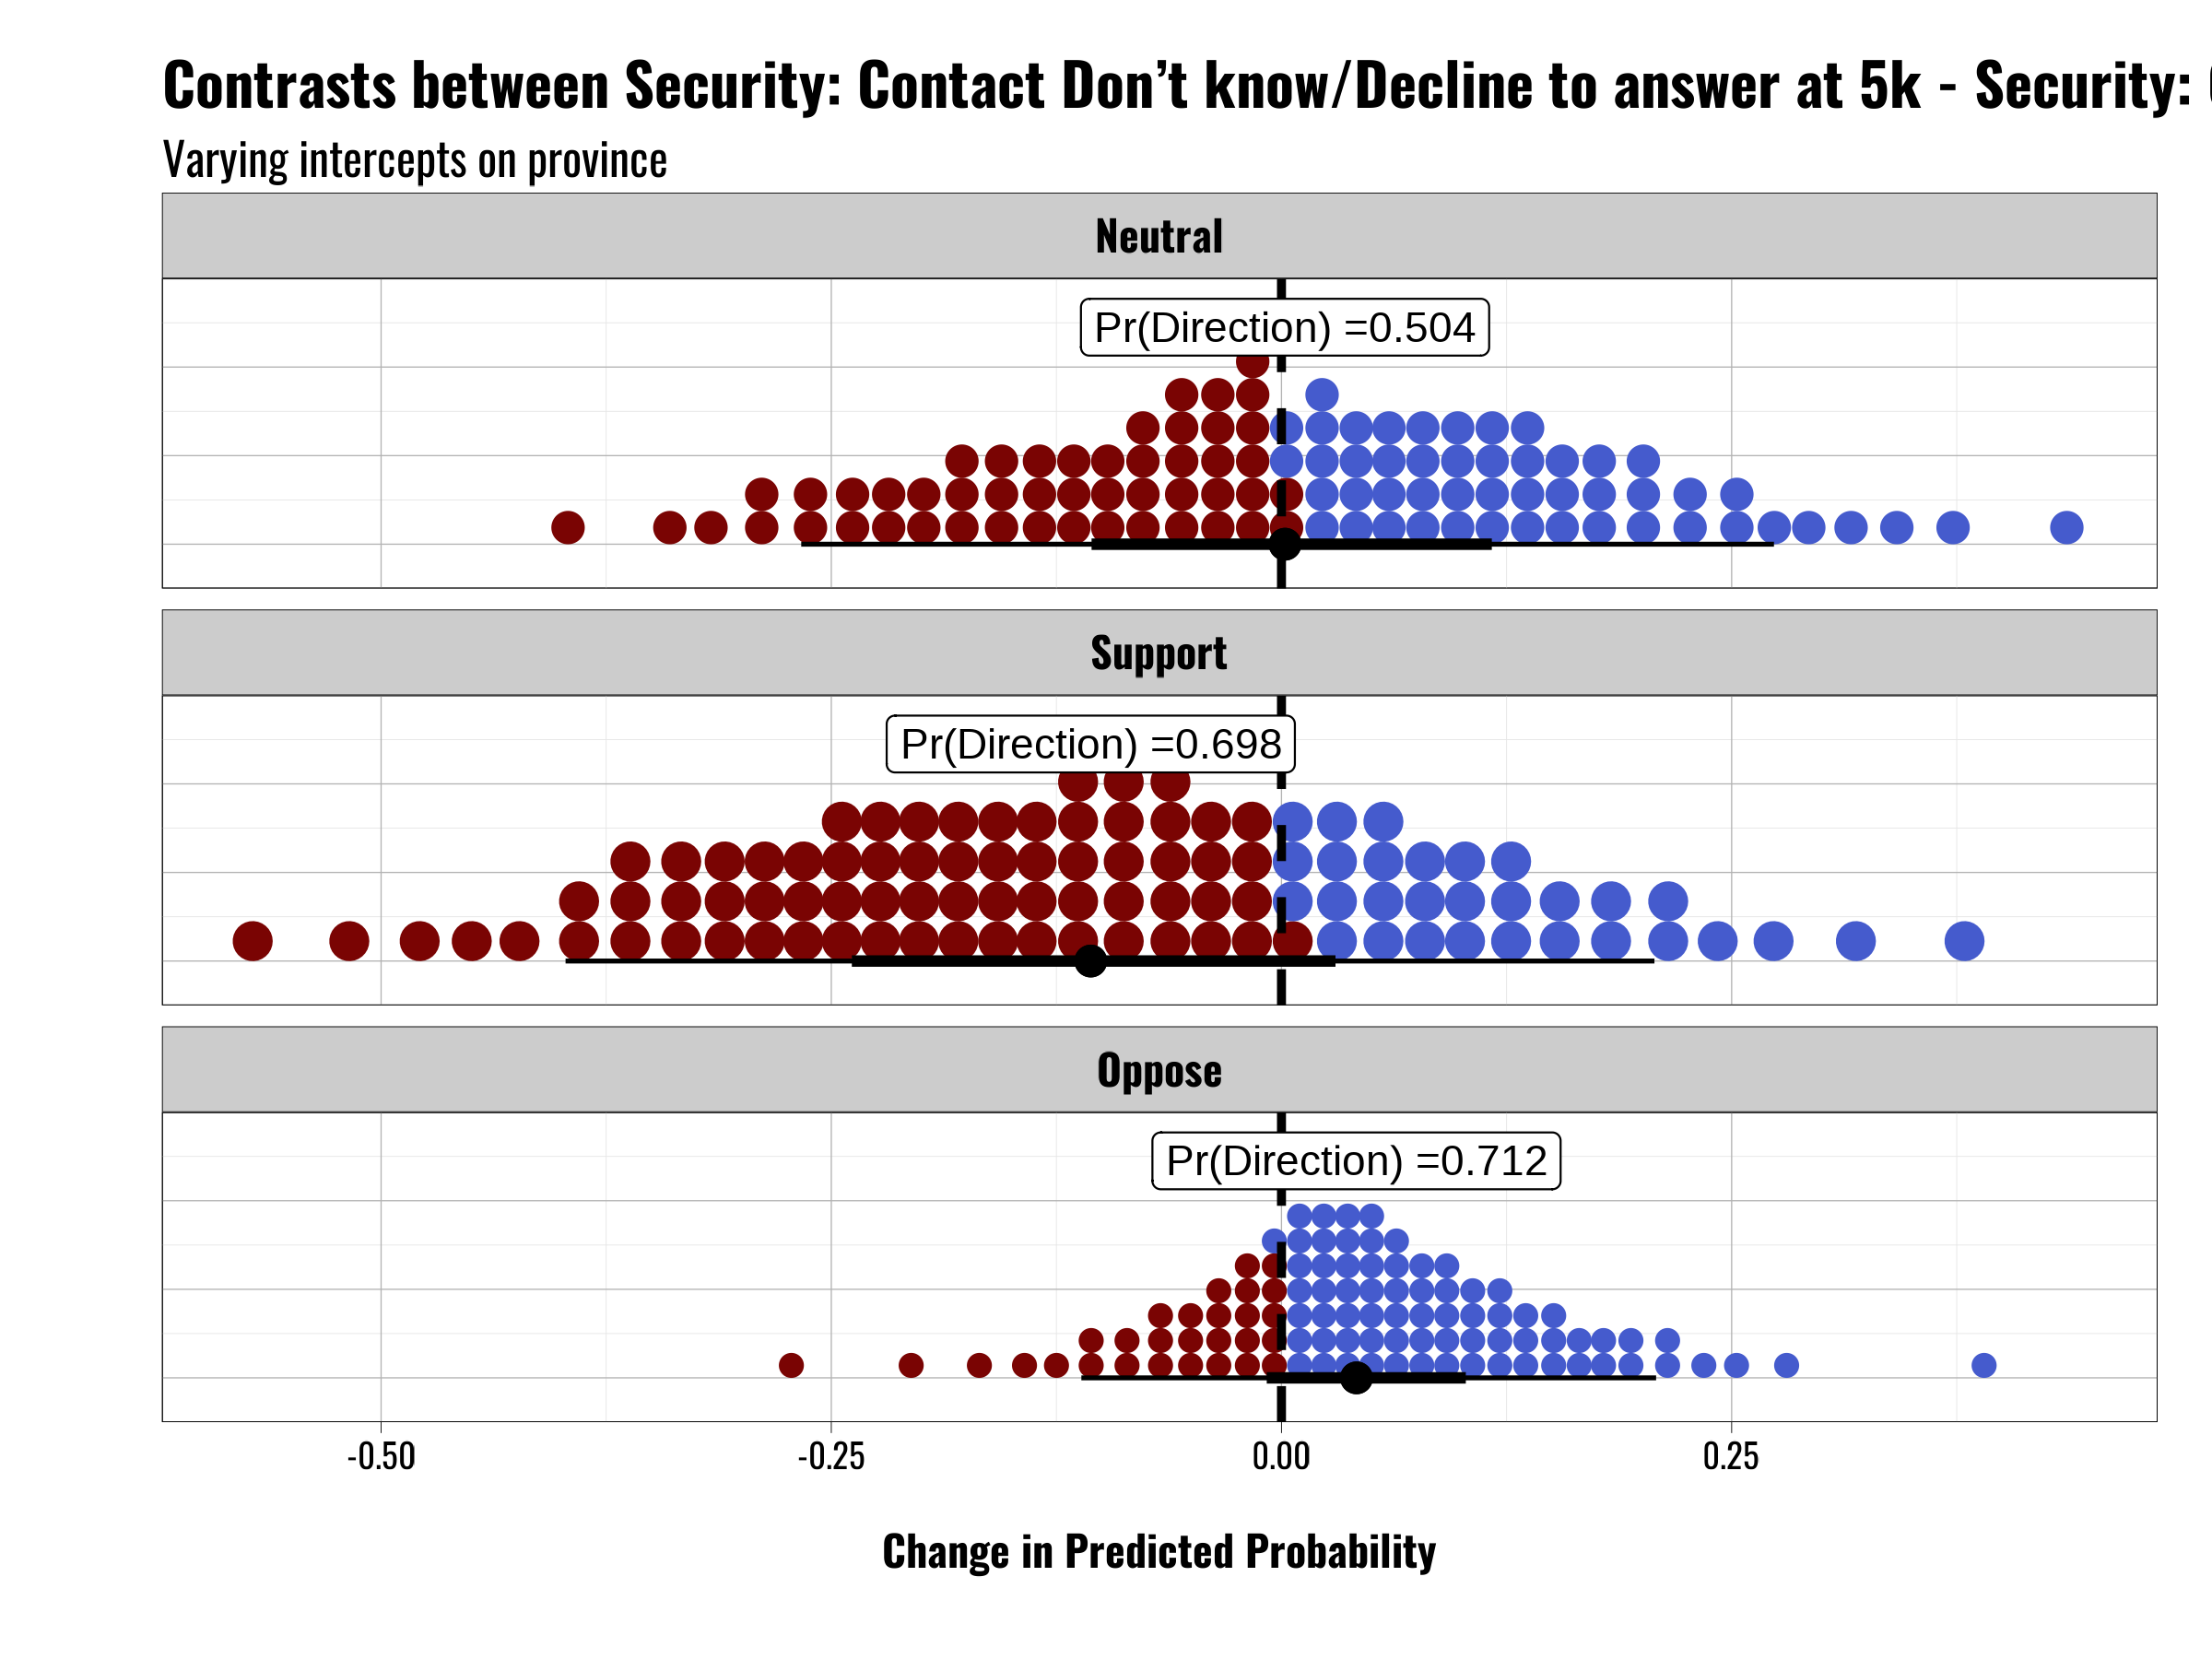 Contrasts between Security: Contact Don’t know/Decline to answer at 5k - Security:
Varying intercepts on province
Neutral
Pr(Direction) =0.504
Support
Pr(Direction) =0.698
Oppose
Pr(Direction) =0.712
-0.50 -0.25 0.00 0.25
Change in Predicted Probability